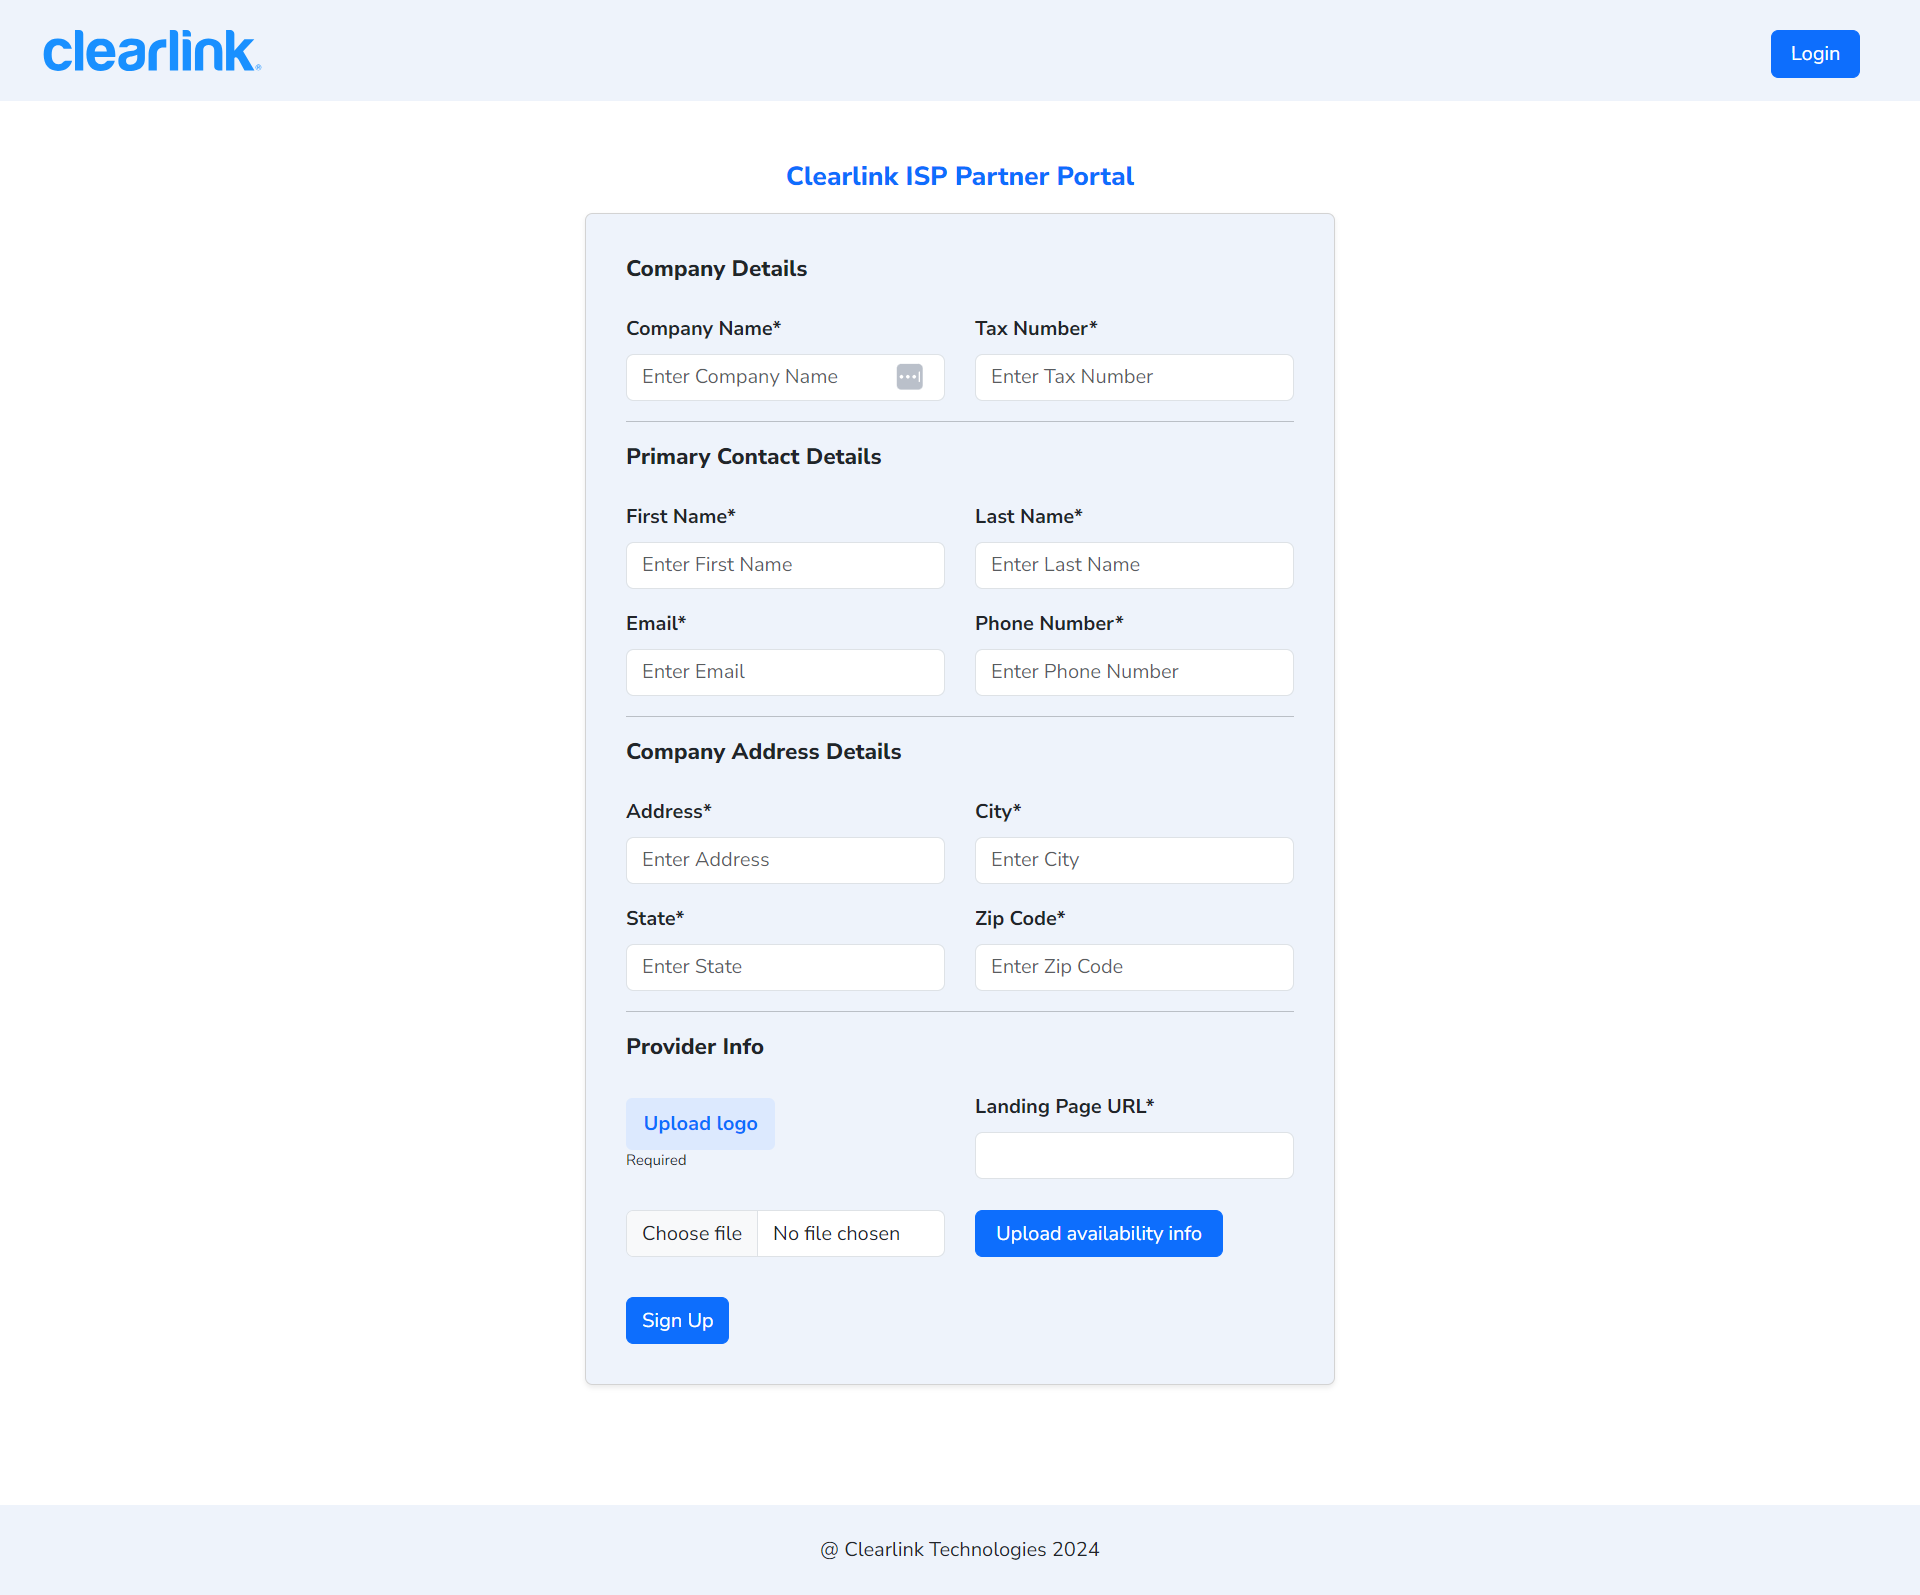 clearlink®
Login
Clearlink ISP Partner Portal
Company Details
Company Name* Tax Number*
Enter Company Name Enter Tax Number
Primary Contact Details
First Name* Last Name*
Enter First Name Enter Last Name
Email* Phone Number*
Enter Email Enter Phone Number
Company Address Details
Address* City*
Enter Address Enter City
State* Zip Code*
Enter State Enter Zip Code
Provider Info
Upload logo Landing Page URL*
Required
Choose file No file chosen Upload availability info
Sign Up
@ Clearlink Technologies 2024